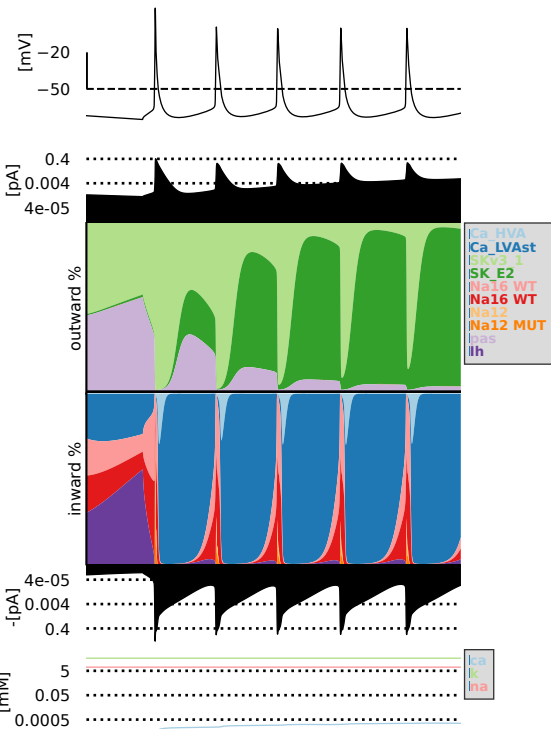 [mV]
−20
−50
[pA]
0.4
0.004
4e-05
outward %
Ca_HVA
Ca_LVAst
SKv3_1
SK_E2
Na16 WT
Na16 WT
Na12
Na12 MUT
pas
Ih
inward %
-[pA]
4e-05
0.004
0.4
[mM]
5
0.05
0.0005
ca
k
na